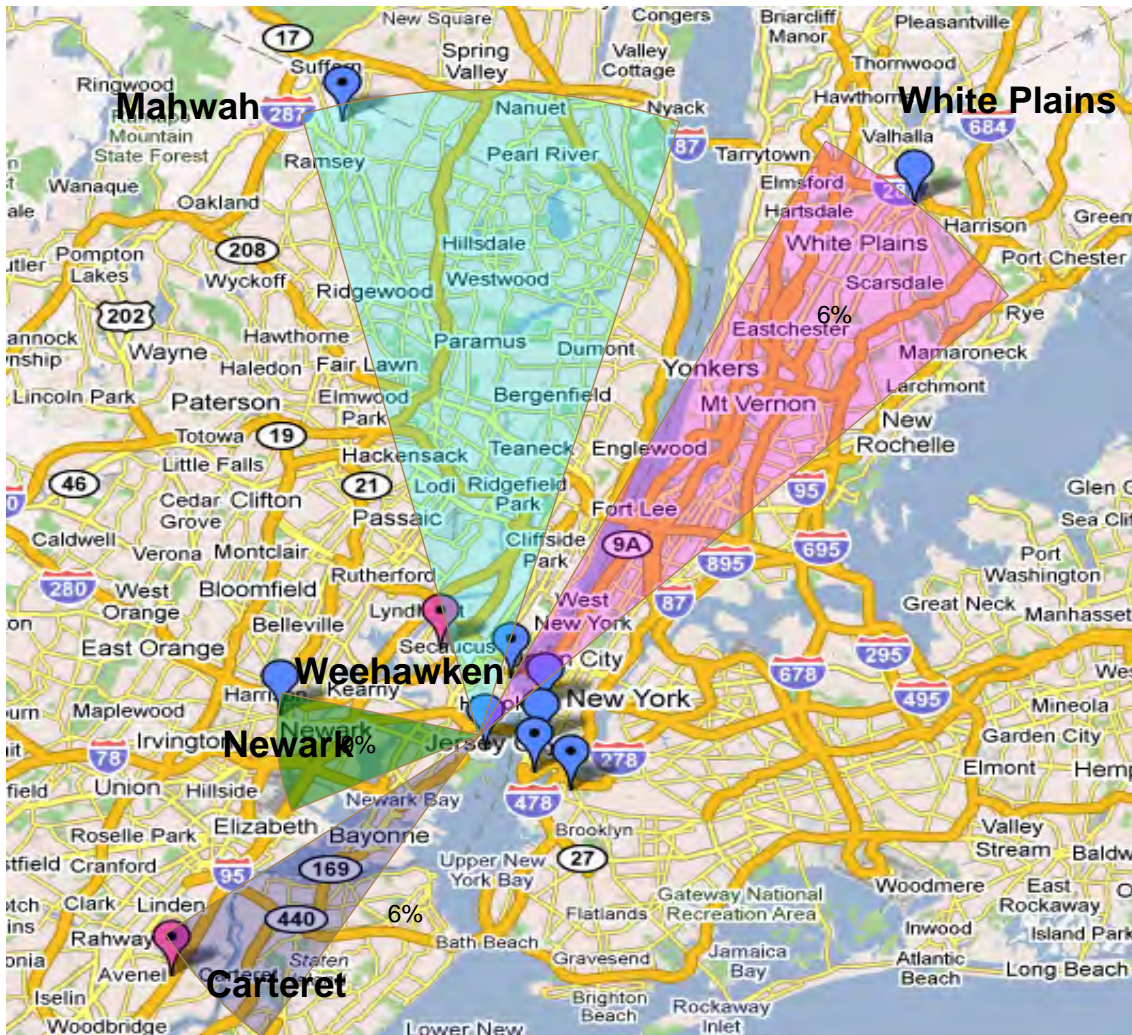 New Square
Congers
Briarcliff
Manor
Pleasantville
17
Suffern
Spring
Valley
Valley
Cottage
Thornwood
Ringwood
Mahwah
287
Nanuet
Nyack
Hawthorne
White Plains
Mountain
State Forest
Ramsey
Pearl River
87
Tarrytown
Valhalla
684
Wanaque
Elmsford
Oakland
Hartsdale
Harrison
Green
208
Hillsdale
White Plains
Port Chester
Pompton
Lakes
Wyckoff
Westwood
Scarsdale
Ridgewood
6%
Rye
202
Hawthorne
Paramus
Eastchester
Wayne
Haledon
Fair Lawn
Dumont
Yonkers
Mamaroneck
Lincoln Park
Paterson
Elmwood
Park
Bergenfield
Mt Vernon
Larchmont
Totowa
19
Teaneck
Englewood
New
Rochelle
Little Falls
Hackensack
46
21
Lodi
Ridgefield
Park
95
Cedar
Grove
Clifton
Passaic
Fort Lee
Caldwell
Verona
Montclair
Cliffside
Park
9A
695
Port
Washington
280
West
Orange
Bloomfield
Rutherford
895
Belleville
West
New York
87
Great Neck
Manhasset
East Orange
Secaucus
Weehawken
678
295
Kearny
New York
495
Maplewood
Newark
Mineola
Irvington
Newark
Garden City
78
278
Elmont
Union
Hillside
Newark Bay
478
Elizabeth
Bayonne
Brooklyn
Valley
Stream
Roselle Park
Cranford
95
169
Upper New
York Bay
27
Woodmere
East
Rockaway
Clark
Linden
440
6%
Flatlands
Gateway National
Recreation Area
Inwood
Island Park
Rahway
Bath Beach
Gravesend
Jamaica
Bay
Atlantic
Beach
Long Beach
Avenel
Carteret
Staten
Carteret
Iselin
Brighton
Beach
Rockaway
Inlet
Woodbridge
Lower New